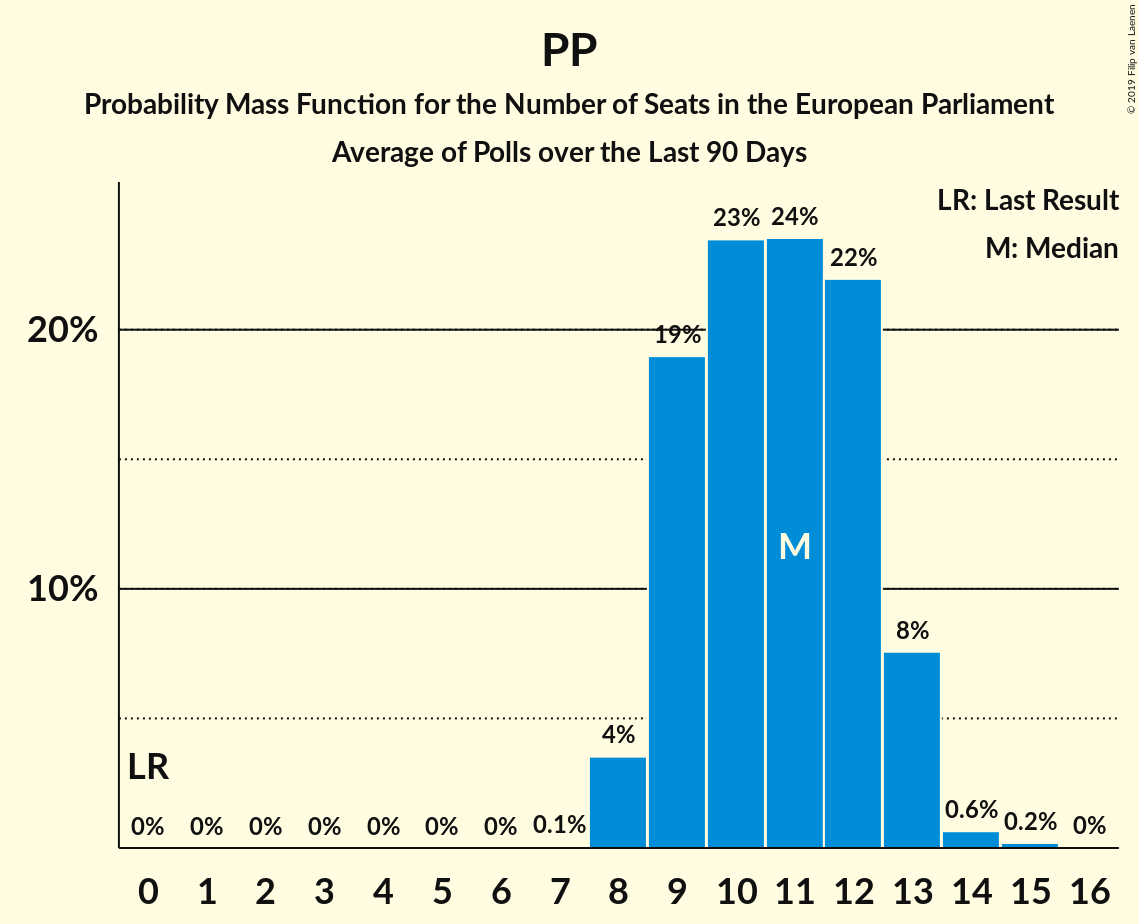 PP
Probability Mass Function for the Number of Seats in the European Parliament
Average of Polls over the Last 90 Days
© 2019 Filip van Laenen
LR: Last Result
M: Median
23% 24%
22%
20%
19%
M
10%
8%
4%
LR
0% 0% 0% 0% 0% 0% 0% 0.1% 0.6% 0.2% 0%
0 1 2 3 4 5 6 7 8 9 10 11 12 13 14 15 16